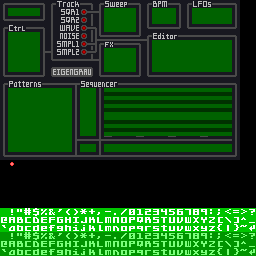 Track
Sweep
BPM
LFOs
SQR1
SQR2
WAVE
NOISE
SMPL1
SMPL2
Ctrl
FX
Editor
EIGENGRAU
Patterns
Sequencer
!"#$%&'()*+,-./0123456789:;<=>?
@ABCDEFGHIJKLMNOPQRSTUVWXYZ[\]^_
`abcdefghijklmnopqrstuvwxyz{|}~
!"#$%&'()*+,-./0123456789:;<=>?
@ABCDEFGHIJKLMNOPQRSTUVWXYZ[\]^_
`abcdefghijklmnopqrstuvwxyz{|}~